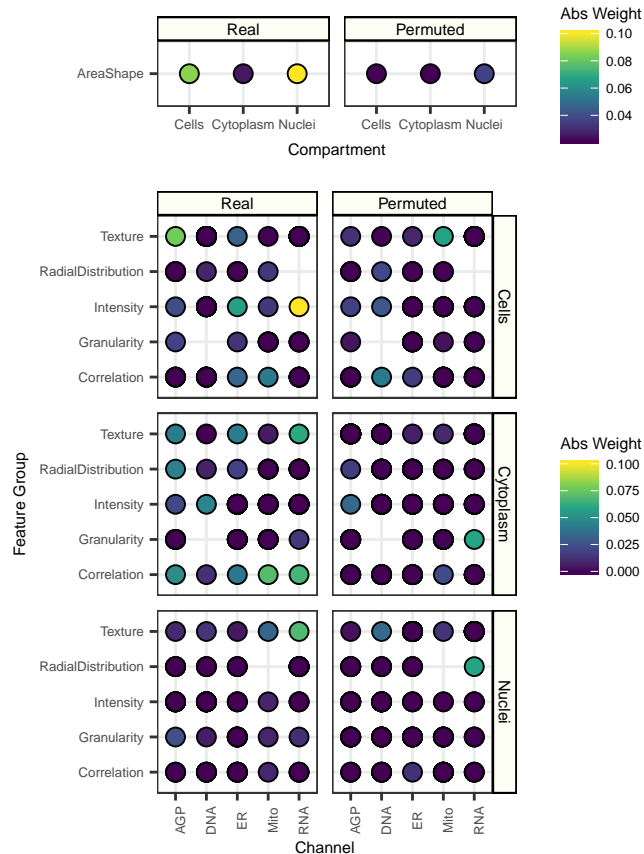 Real
Permuted
Abs Weight
0.10
0.08
0.06
0.04
AreaShape
Cells
Cytoplasm
Nuclei
Cells
Cytoplasm
Nuclei
Compartment
Real
Permuted
Texture
RadialDistribution
Intensity
Granularity
Correlation
Cells
Texture
RadialDistribution
Intensity
Granularity
Correlation
Cytoplasm
Feature Group
Abs Weight
0.100
0.075
0.050
0.025
0.000
Texture
RadialDistribution
Intensity
Granularity
Correlation
Nuclei
AGP
DNA
ER
Mito
RNA
AGP
DNA
ER
Mito
RNA
Channel